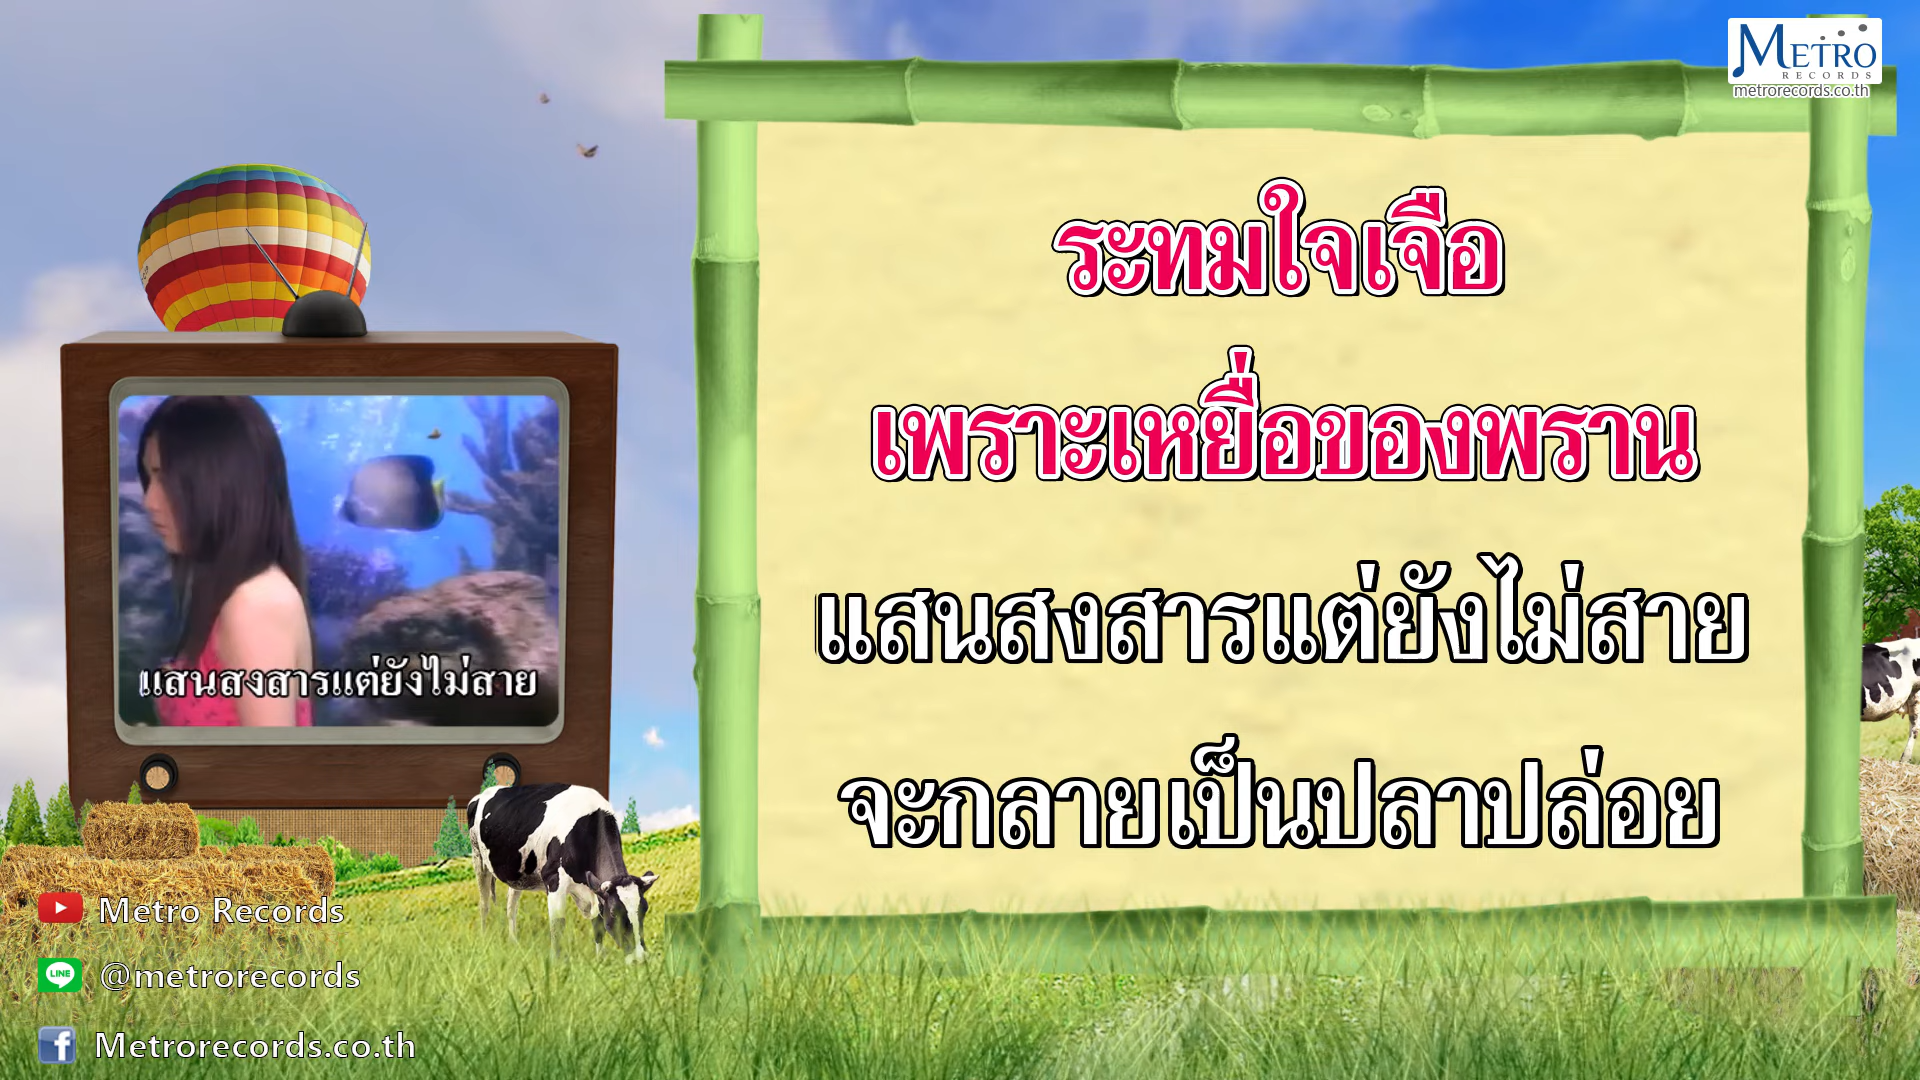 METRO
RECORDS
metrorecords.co.th
ระทมใจเจือ
เพราะเหยื่อของพราน
แสนสงสารแต่ยังไม่สาย
จะกลายเป็นปลาปล่อย
แสนสงสารแต่ยังไม่สาย
Metro Records
LINE
@metrorecords
f
Metrorecords.co.th